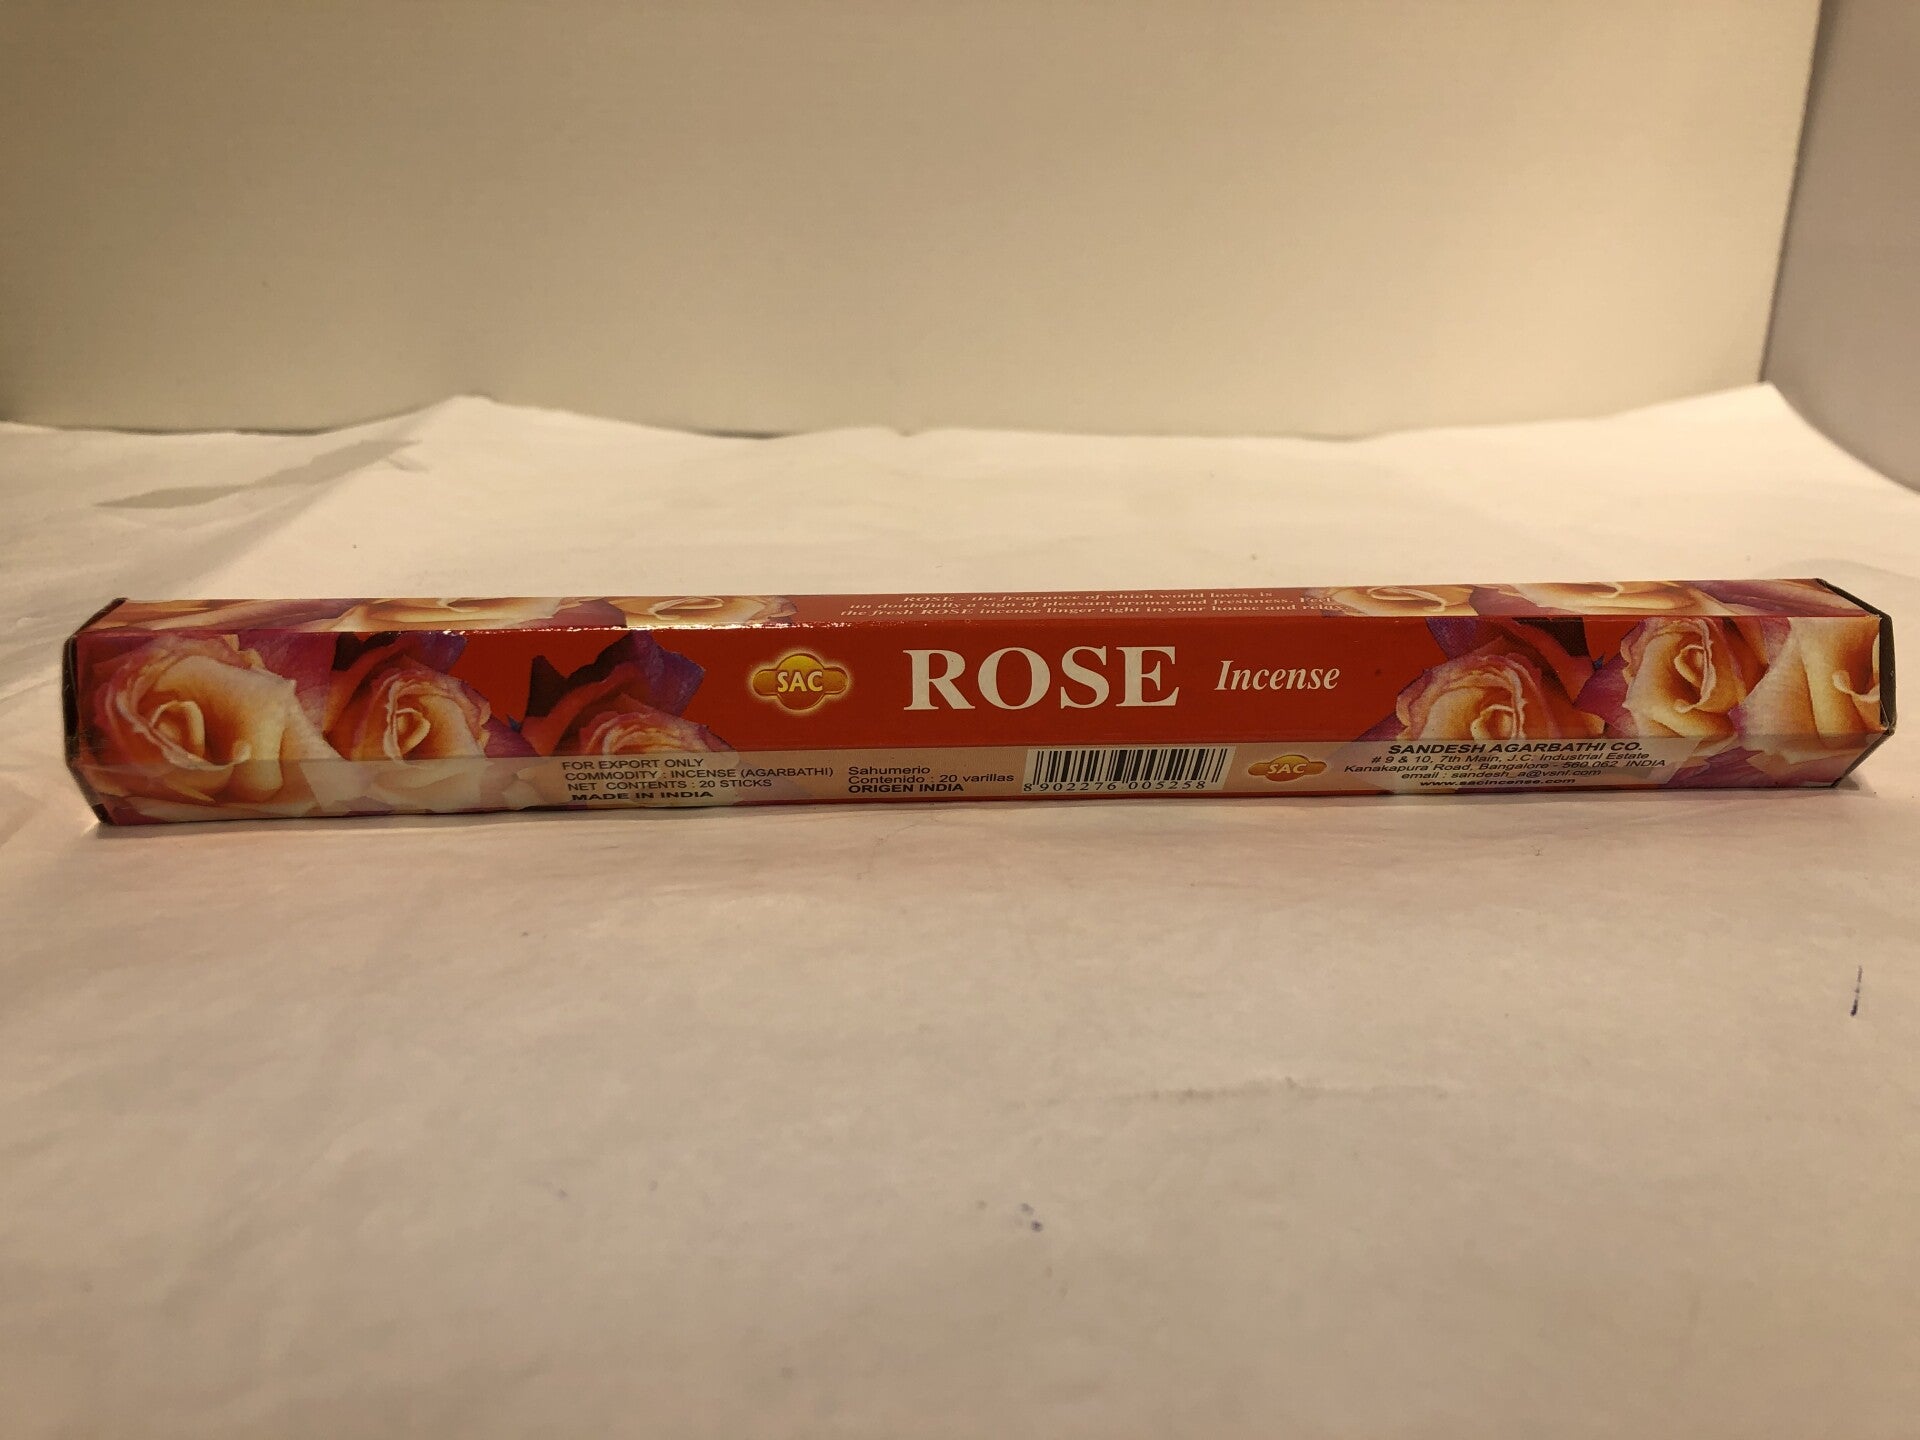 ROSE - the fragrance of which world loves, is
un doubtfully a sign of pleasant aroma and freshness. Feel
the fresh ROSE incense linger right in your house and relax
SAC
ROSE Incense
FOR EXPORT ONLY
COMMODITY : INCENSE (AGARBATHI)
NET CONTENTS : 20 STICKS
MADE IN INDIA
Sahumerio
Contenido : 20 varillas
ORIGEN INDIA
8 902276 005258
SAC
SANDESH AGARBATHI CO.
# 9 & 10, 7th Main, J.C. Industrial Estate
Kanakapura Road, Bangalore - 560 062. INDIA
email : sandesh_a@vsnl.com
www.sacincense.com